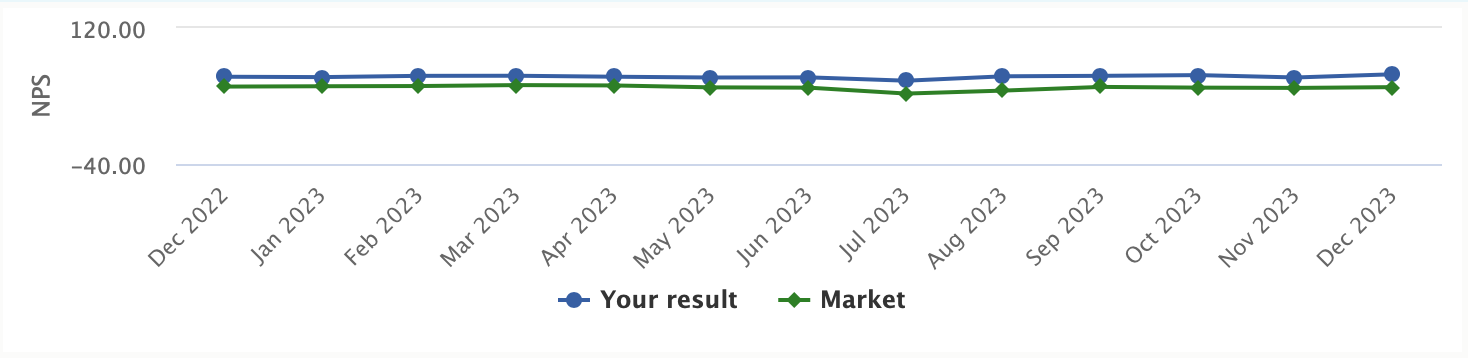 120.00
NPS
−40.00
Dec 2022
Jan 2023
Feb 2023
Mar 2023
Apr 2023
May 2023
Jun 2023
Jul 2023
Aug 2023
Sep 2023
Oct 2023
Nov 2023
Dec 2023
Your result
Market